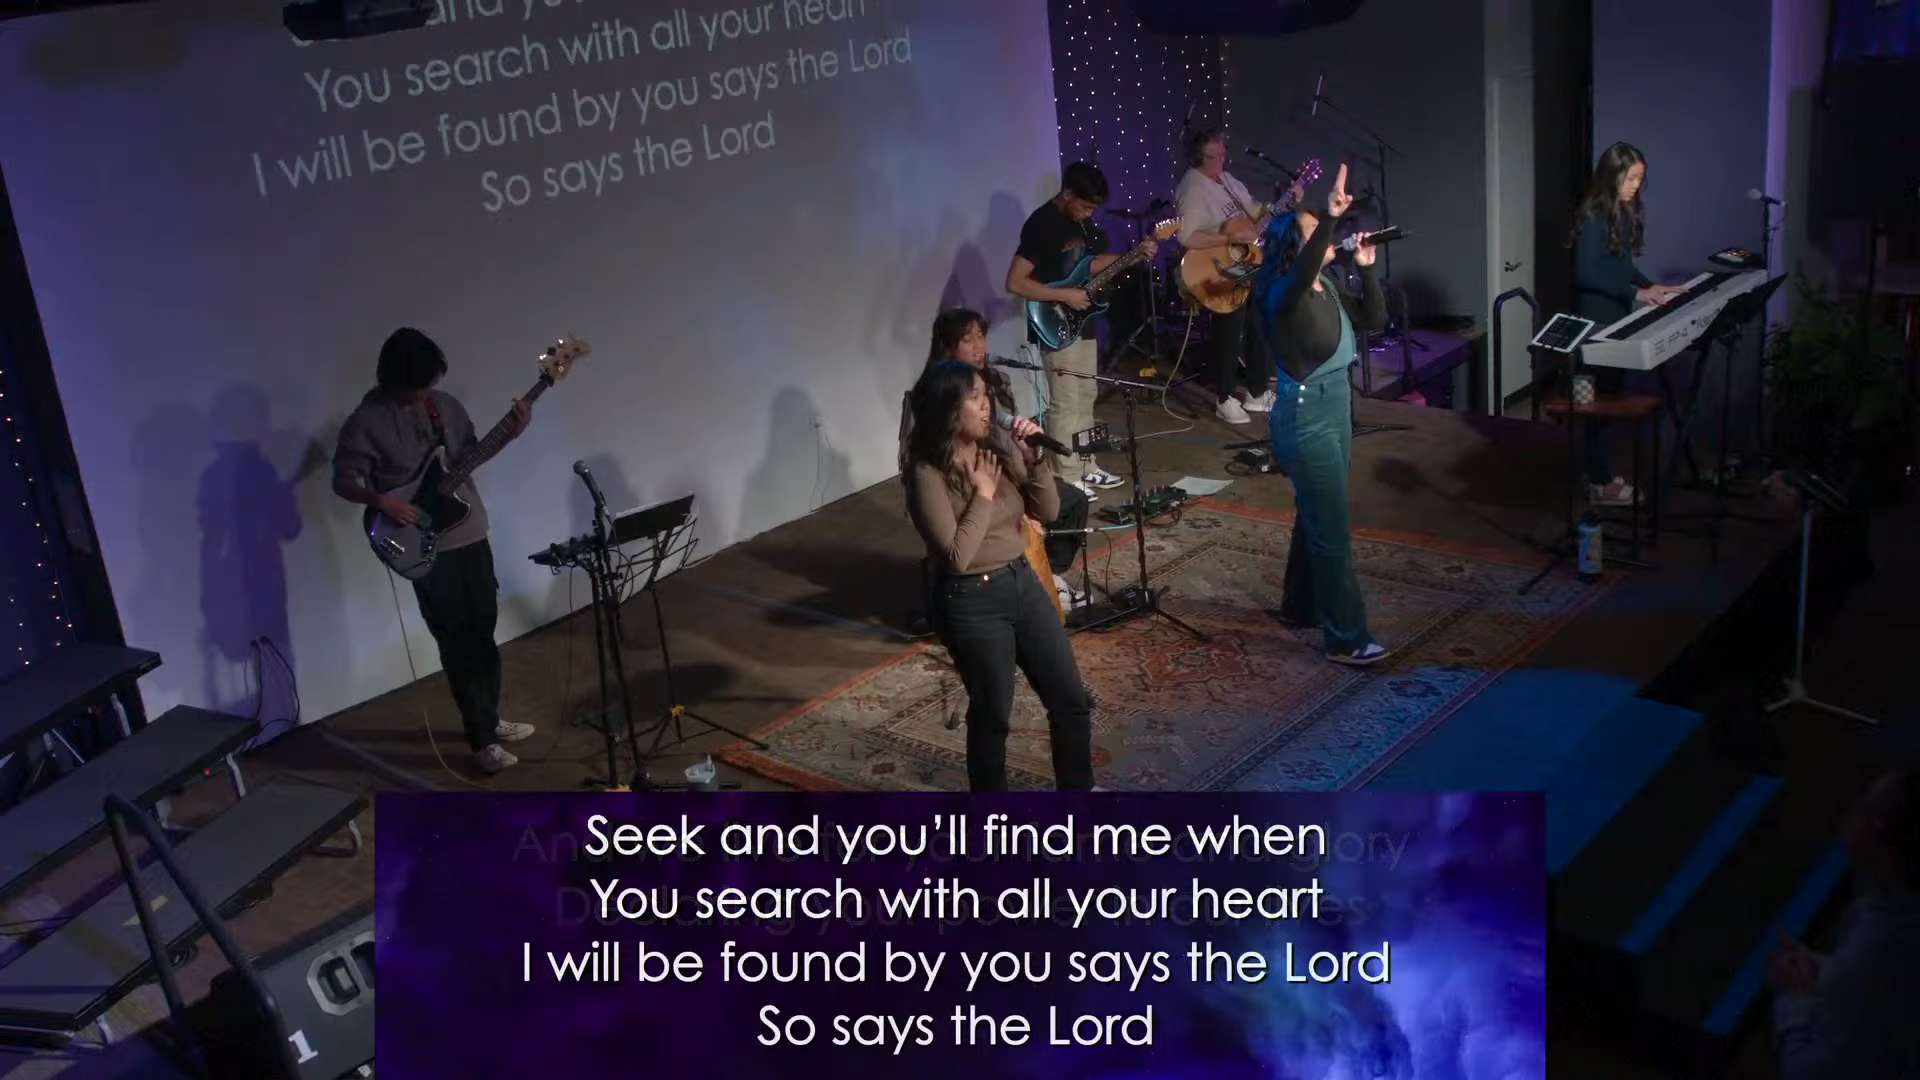 You search with all your heart
I will be found by you says the Lord
So says the Lord
Seek and you'll find me when
You search with all your heart
I will be found by you says the Lord
So says the Lord
1